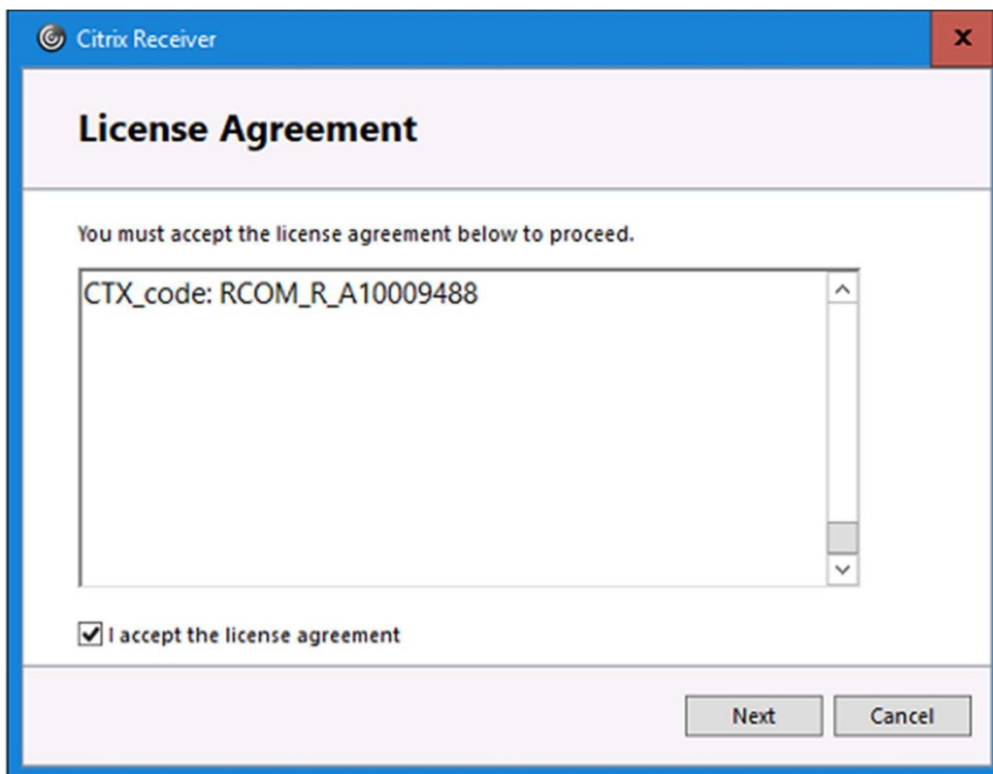 Citrix Receiver
x
License Agreement
You must accept the license agreement below to proceed.
CTX_code: RCOM_R_A10009488
I accept the license agreement
Next Cancel